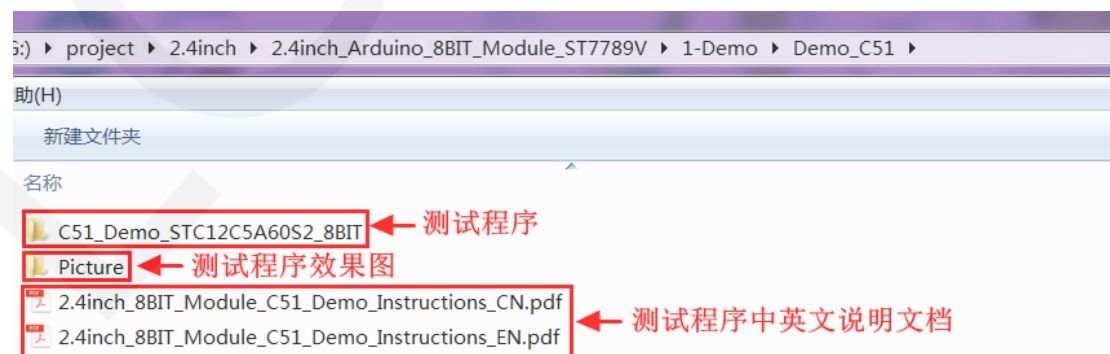 G:) ▸ project ▸ 2.4inch ▸ 2.4inch_Arduino_8BIT_Module_ST7789V ▸ 1-Demo ▸ Demo_C51 ▸
助(H)
新建文件夹
名称
C51_Demo_STC12C5A60S2_8BIT 测试程序
Picture 测试程序效果图
2.4inch_8BIT_Module_C51_Demo_Instructions_CN.pdf
测试程序中英文说明文档
2.4inch_8BIT_Module_C51_Demo_Instructions_EN.pdf